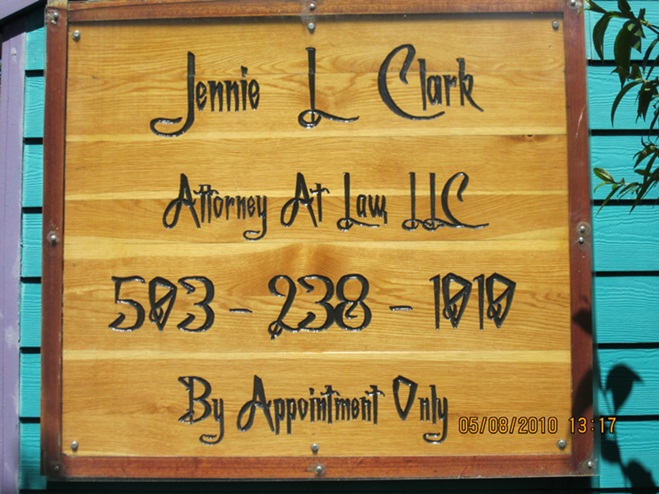 Jennie L Clark
Attorney At Law, LLC
503-238-1010
By Appointment Only
05/08/2010 13:17